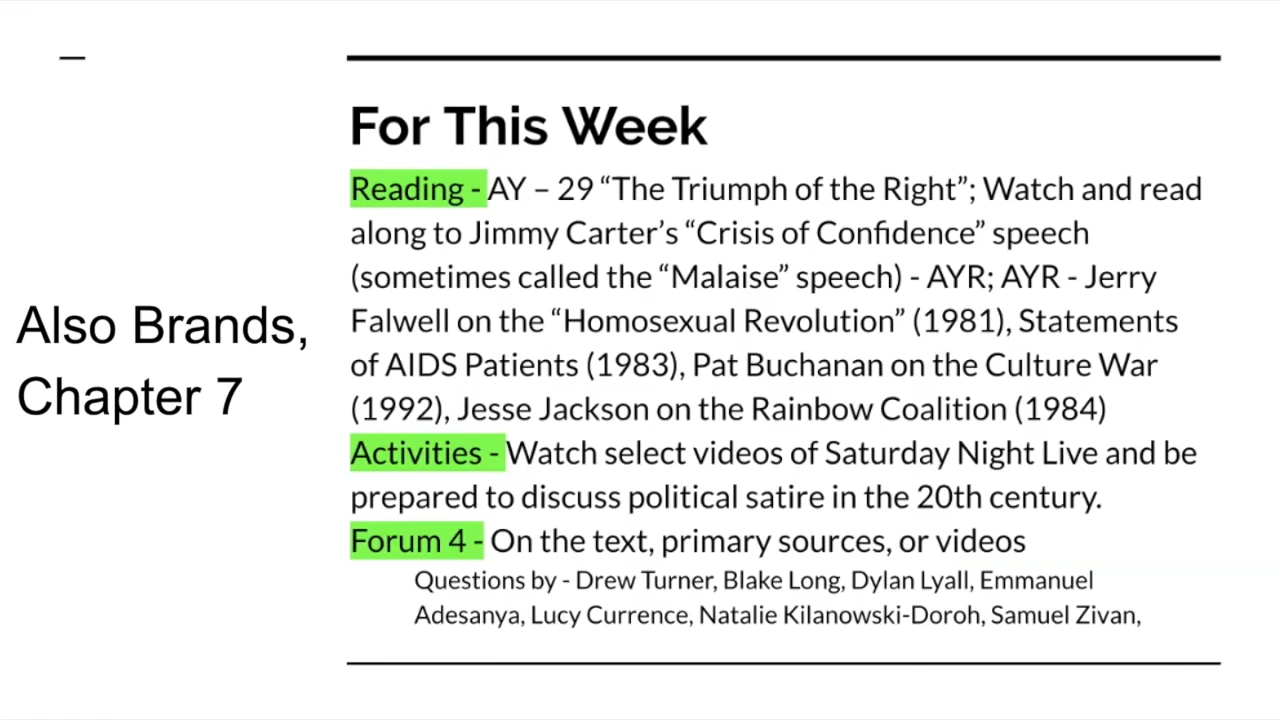 For This Week
Reading - AY – 29 “The Triumph of the Right”; Watch and read
along to Jimmy Carter’s “Crisis of Confidence” speech
(sometimes called the “Malaise” speech) - AYR; AYR - Jerry
Falwell on the “Homosexual Revolution” (1981), Statements
of AIDS Patients (1983), Pat Buchanan on the Culture War
(1992), Jesse Jackson on the Rainbow Coalition (1984)
Activities - Watch select videos of Saturday Night Live and be
prepared to discuss political satire in the 20th century.
Forum 4 - On the text, primary sources, or videos
Questions by - Drew Turner, Blake Long, Dylan Lyall, Emmanuel
Adesanya, Lucy Currence, Natalie Kilanowski-Doroh, Samuel Zivan,
Also Brands,
Chapter 7